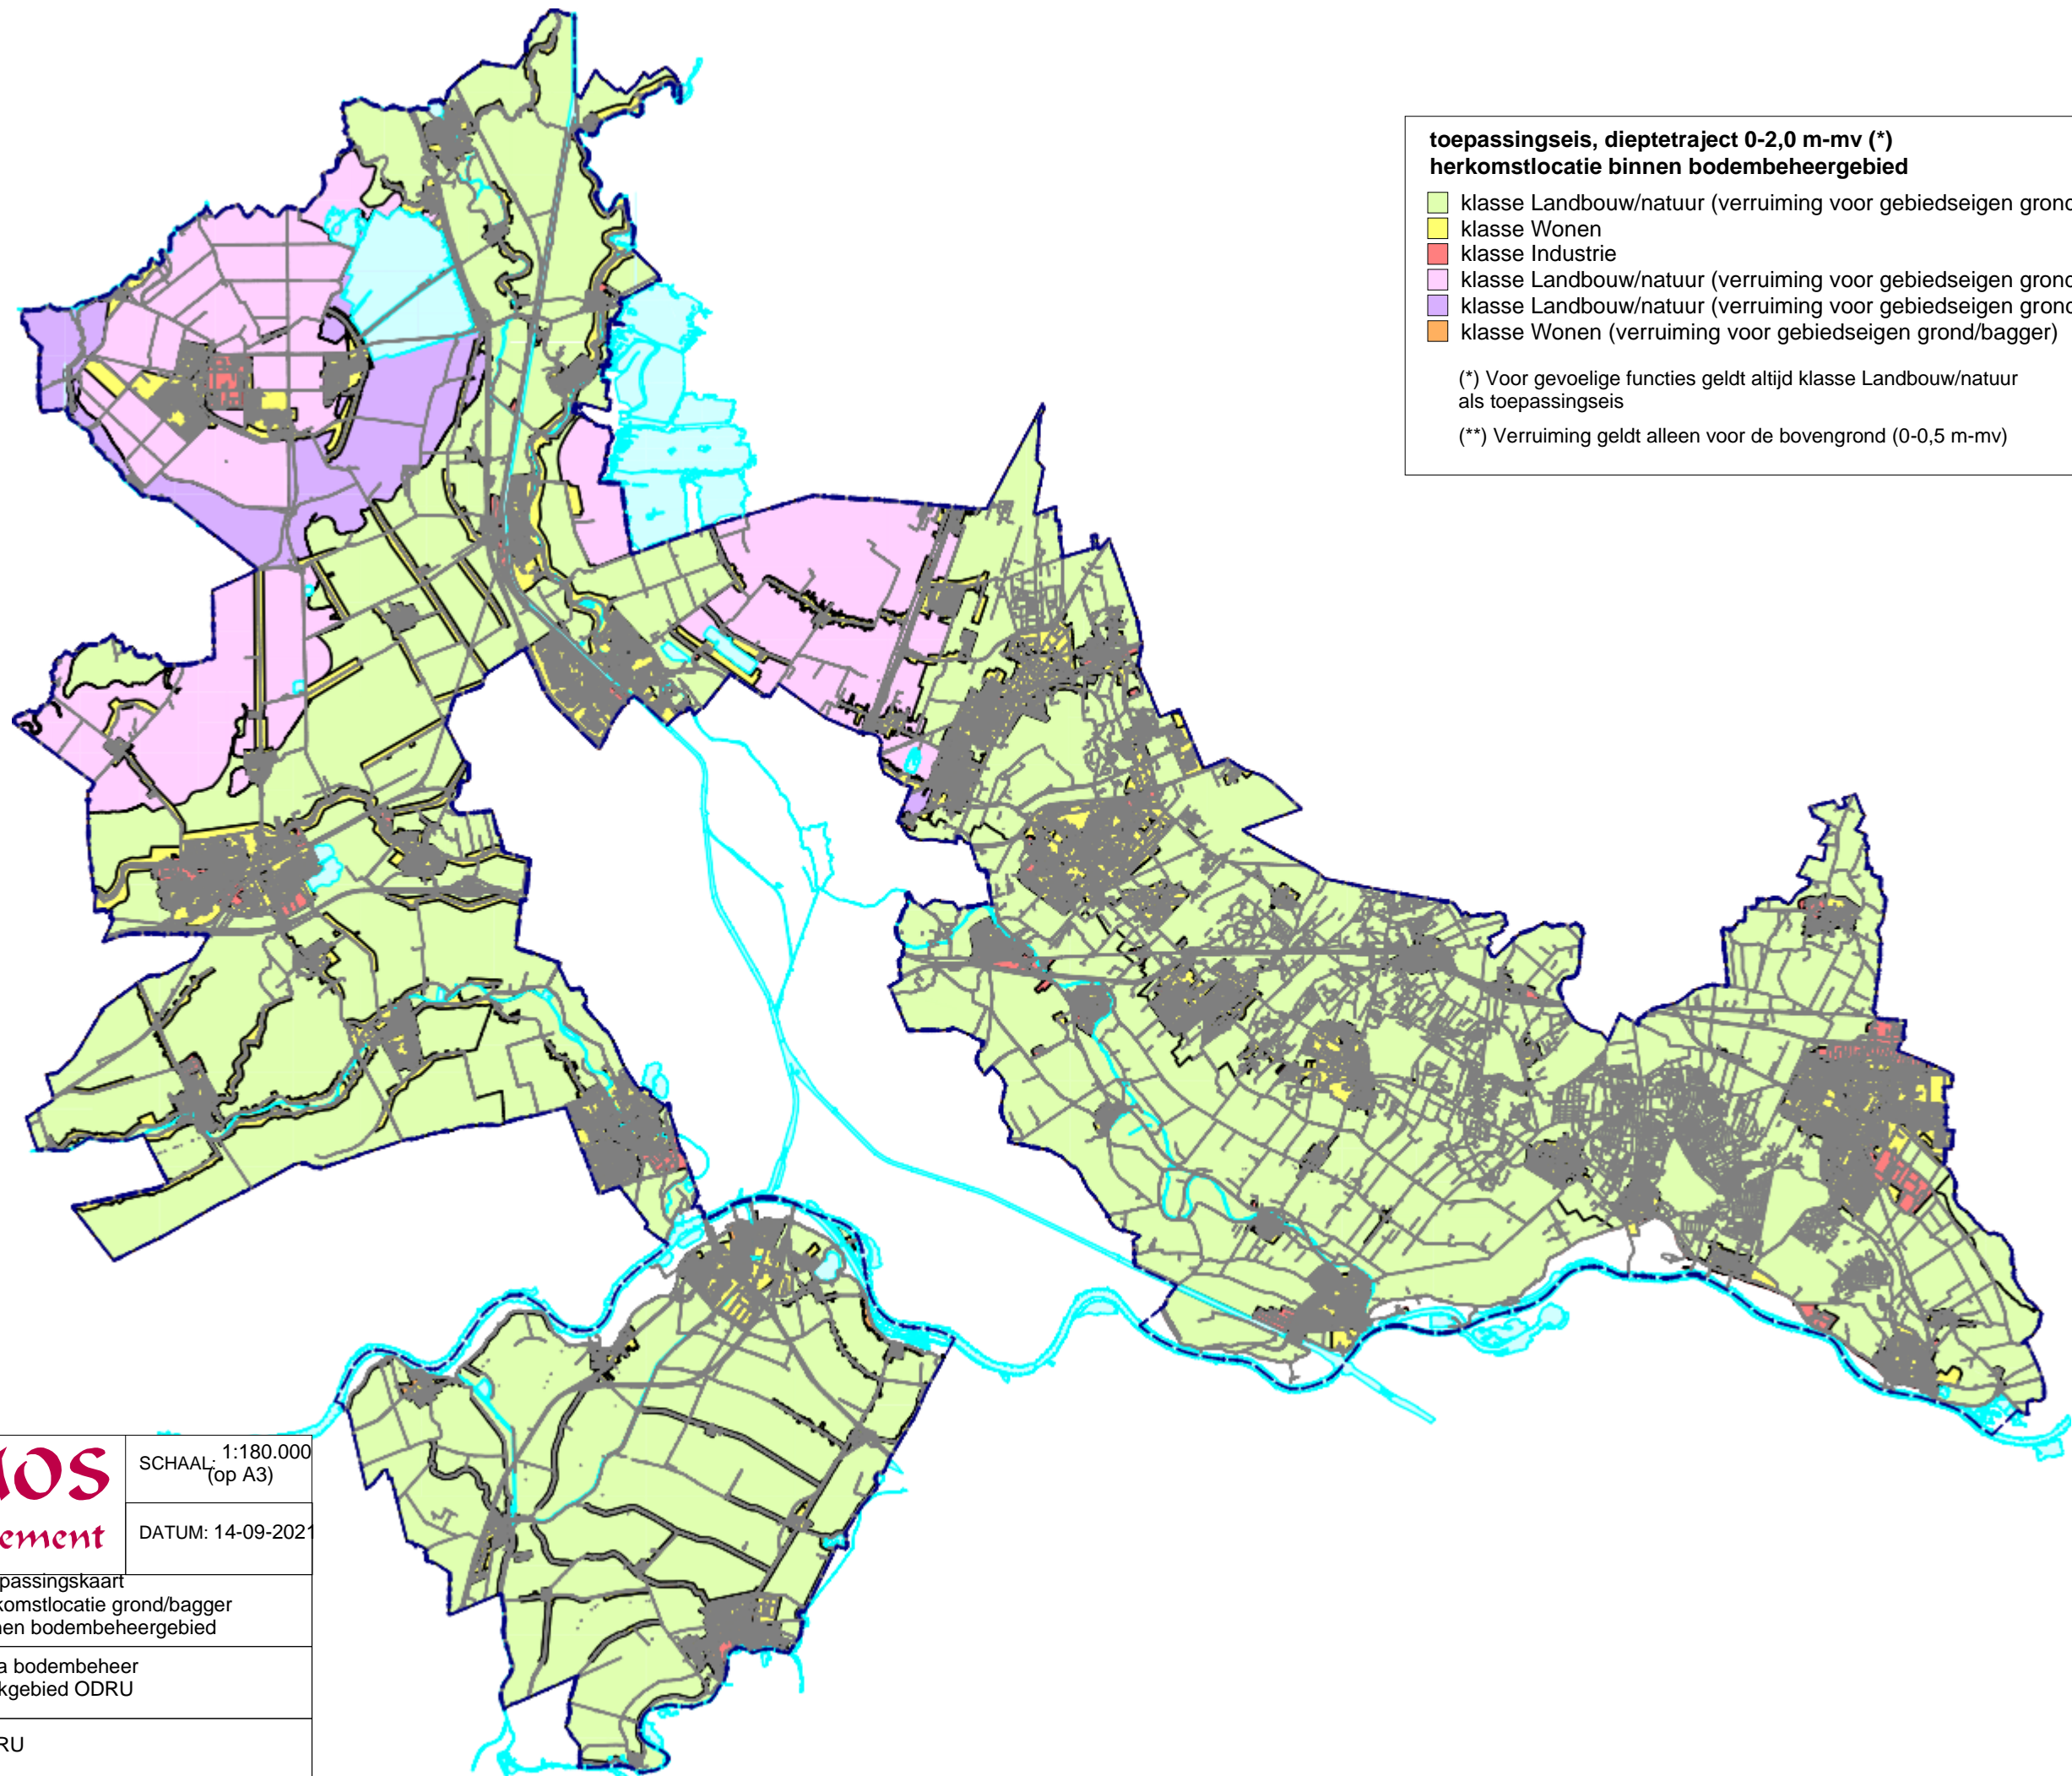 toepassingseis, dieptetraject 0-2,0 m-mv (*)
herkomstlocatie binnen bodembeheergebied
klasse Landbouw/natuur (verruiming voor gebiedseigen grond
klasse Wonen
klasse Industrie
klasse Landbouw/natuur (verruiming voor gebiedseigen grond
klasse Landbouw/natuur (verruiming voor gebiedseigen grond
klasse Wonen (verruiming voor gebiedseigen grond/bagger)
(*) Voor gevoelige functies geldt altijd klasse Landbouw/natuur
als toepassingseis
(**) Verruiming geldt alleen voor de bovengrond (0-0,5 m-mv)
os
ement
SCHAAL: 1:180.000
(op A3)
DATUM: 14-09-2021
passingskaart
komstlocatie grond/bagger
nen bodembeheergebied
a bodembeheer
kgebied ODRU
RU